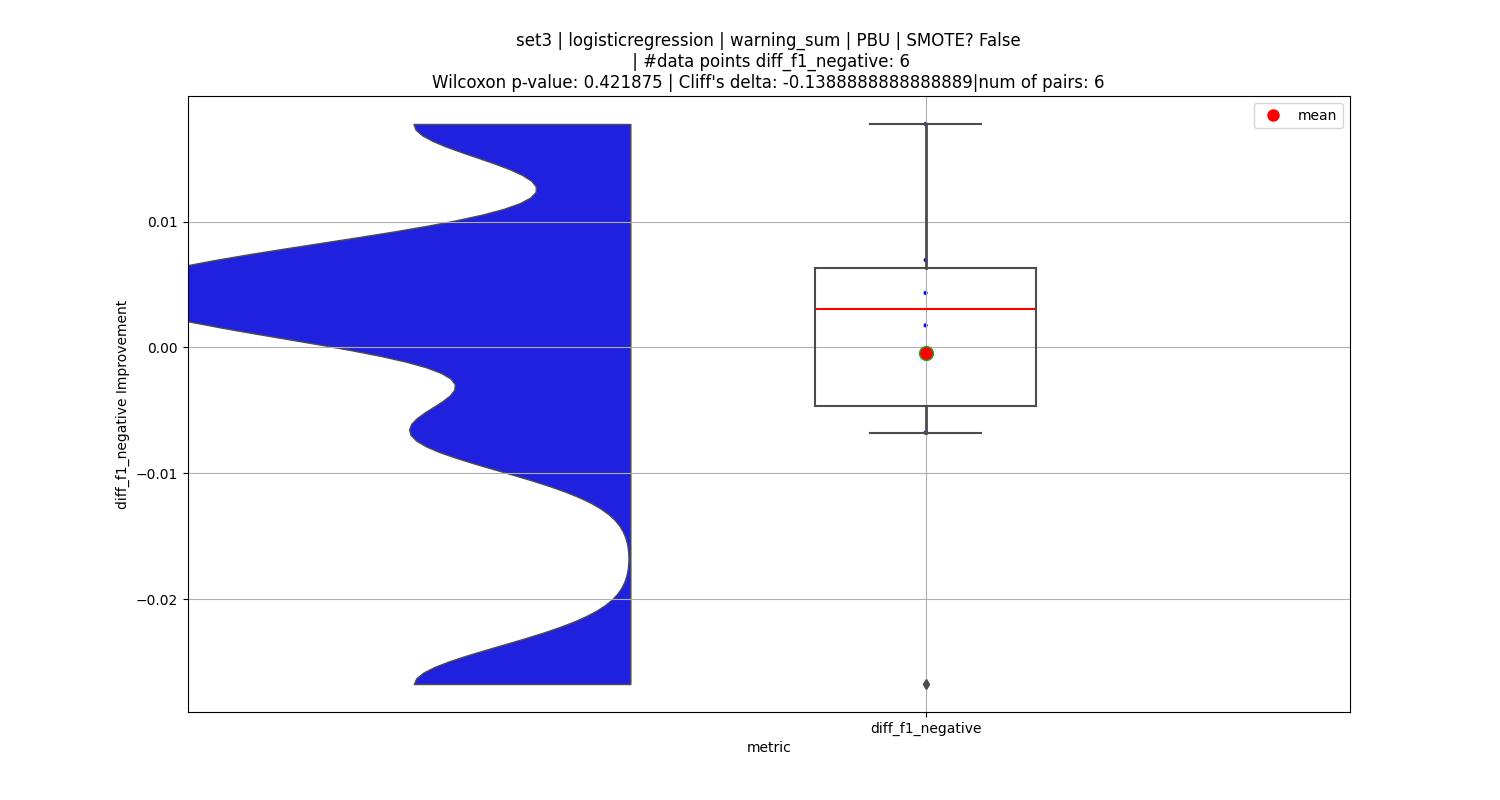 set3 | logisticregression | warning_sum | PBU | SMOTE? False
| #data points diff_f1_negative: 6
Wilcoxon p-value: 0.421875 | Cliff's delta: -0.1388888888888889|num of pairs: 6
mean
0.01
0.00
−0.01
−0.02
diff_f1_negative Improvement
diff_f1_negative
metric